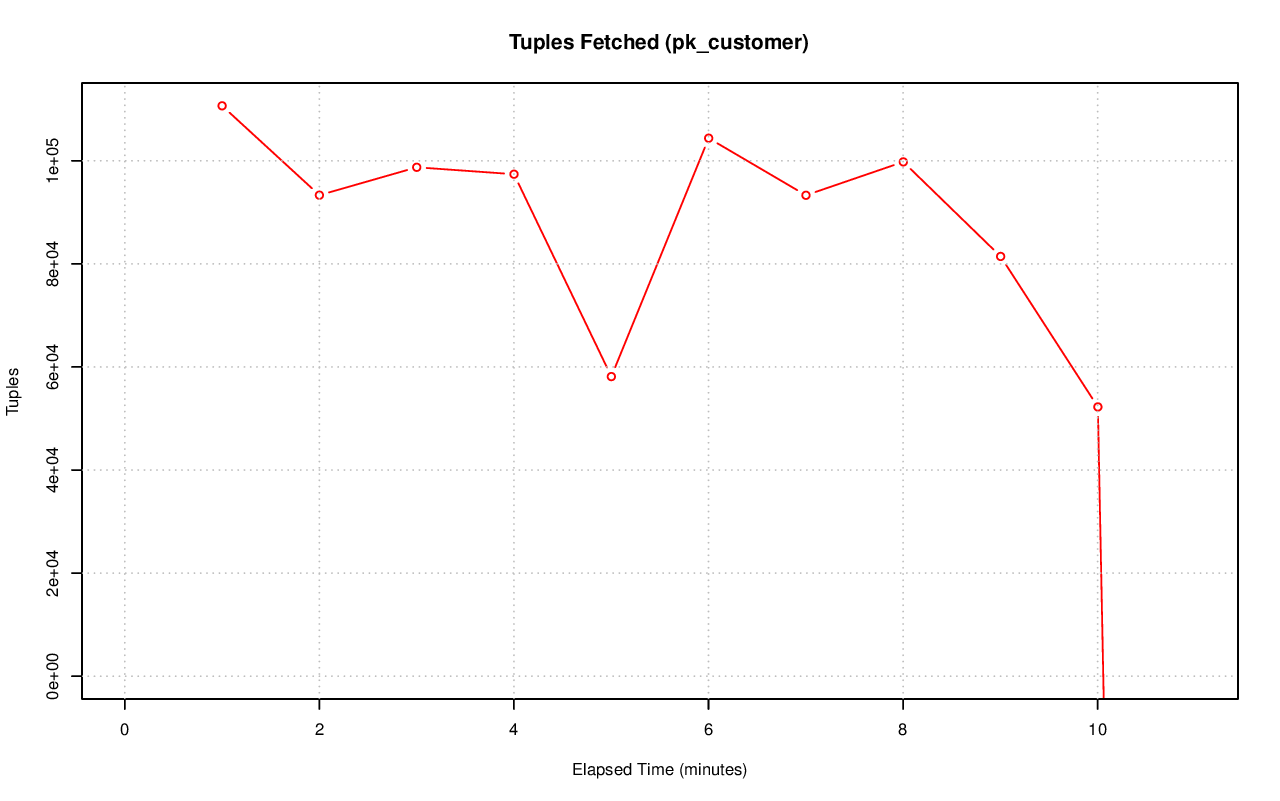 Tuples Fetched (pk_customer)
1e+05
8e+04
6e+04
4e+04
2e+04
0e+00
Tuples
0 2 4 6 8 10
Elapsed Time (minutes)